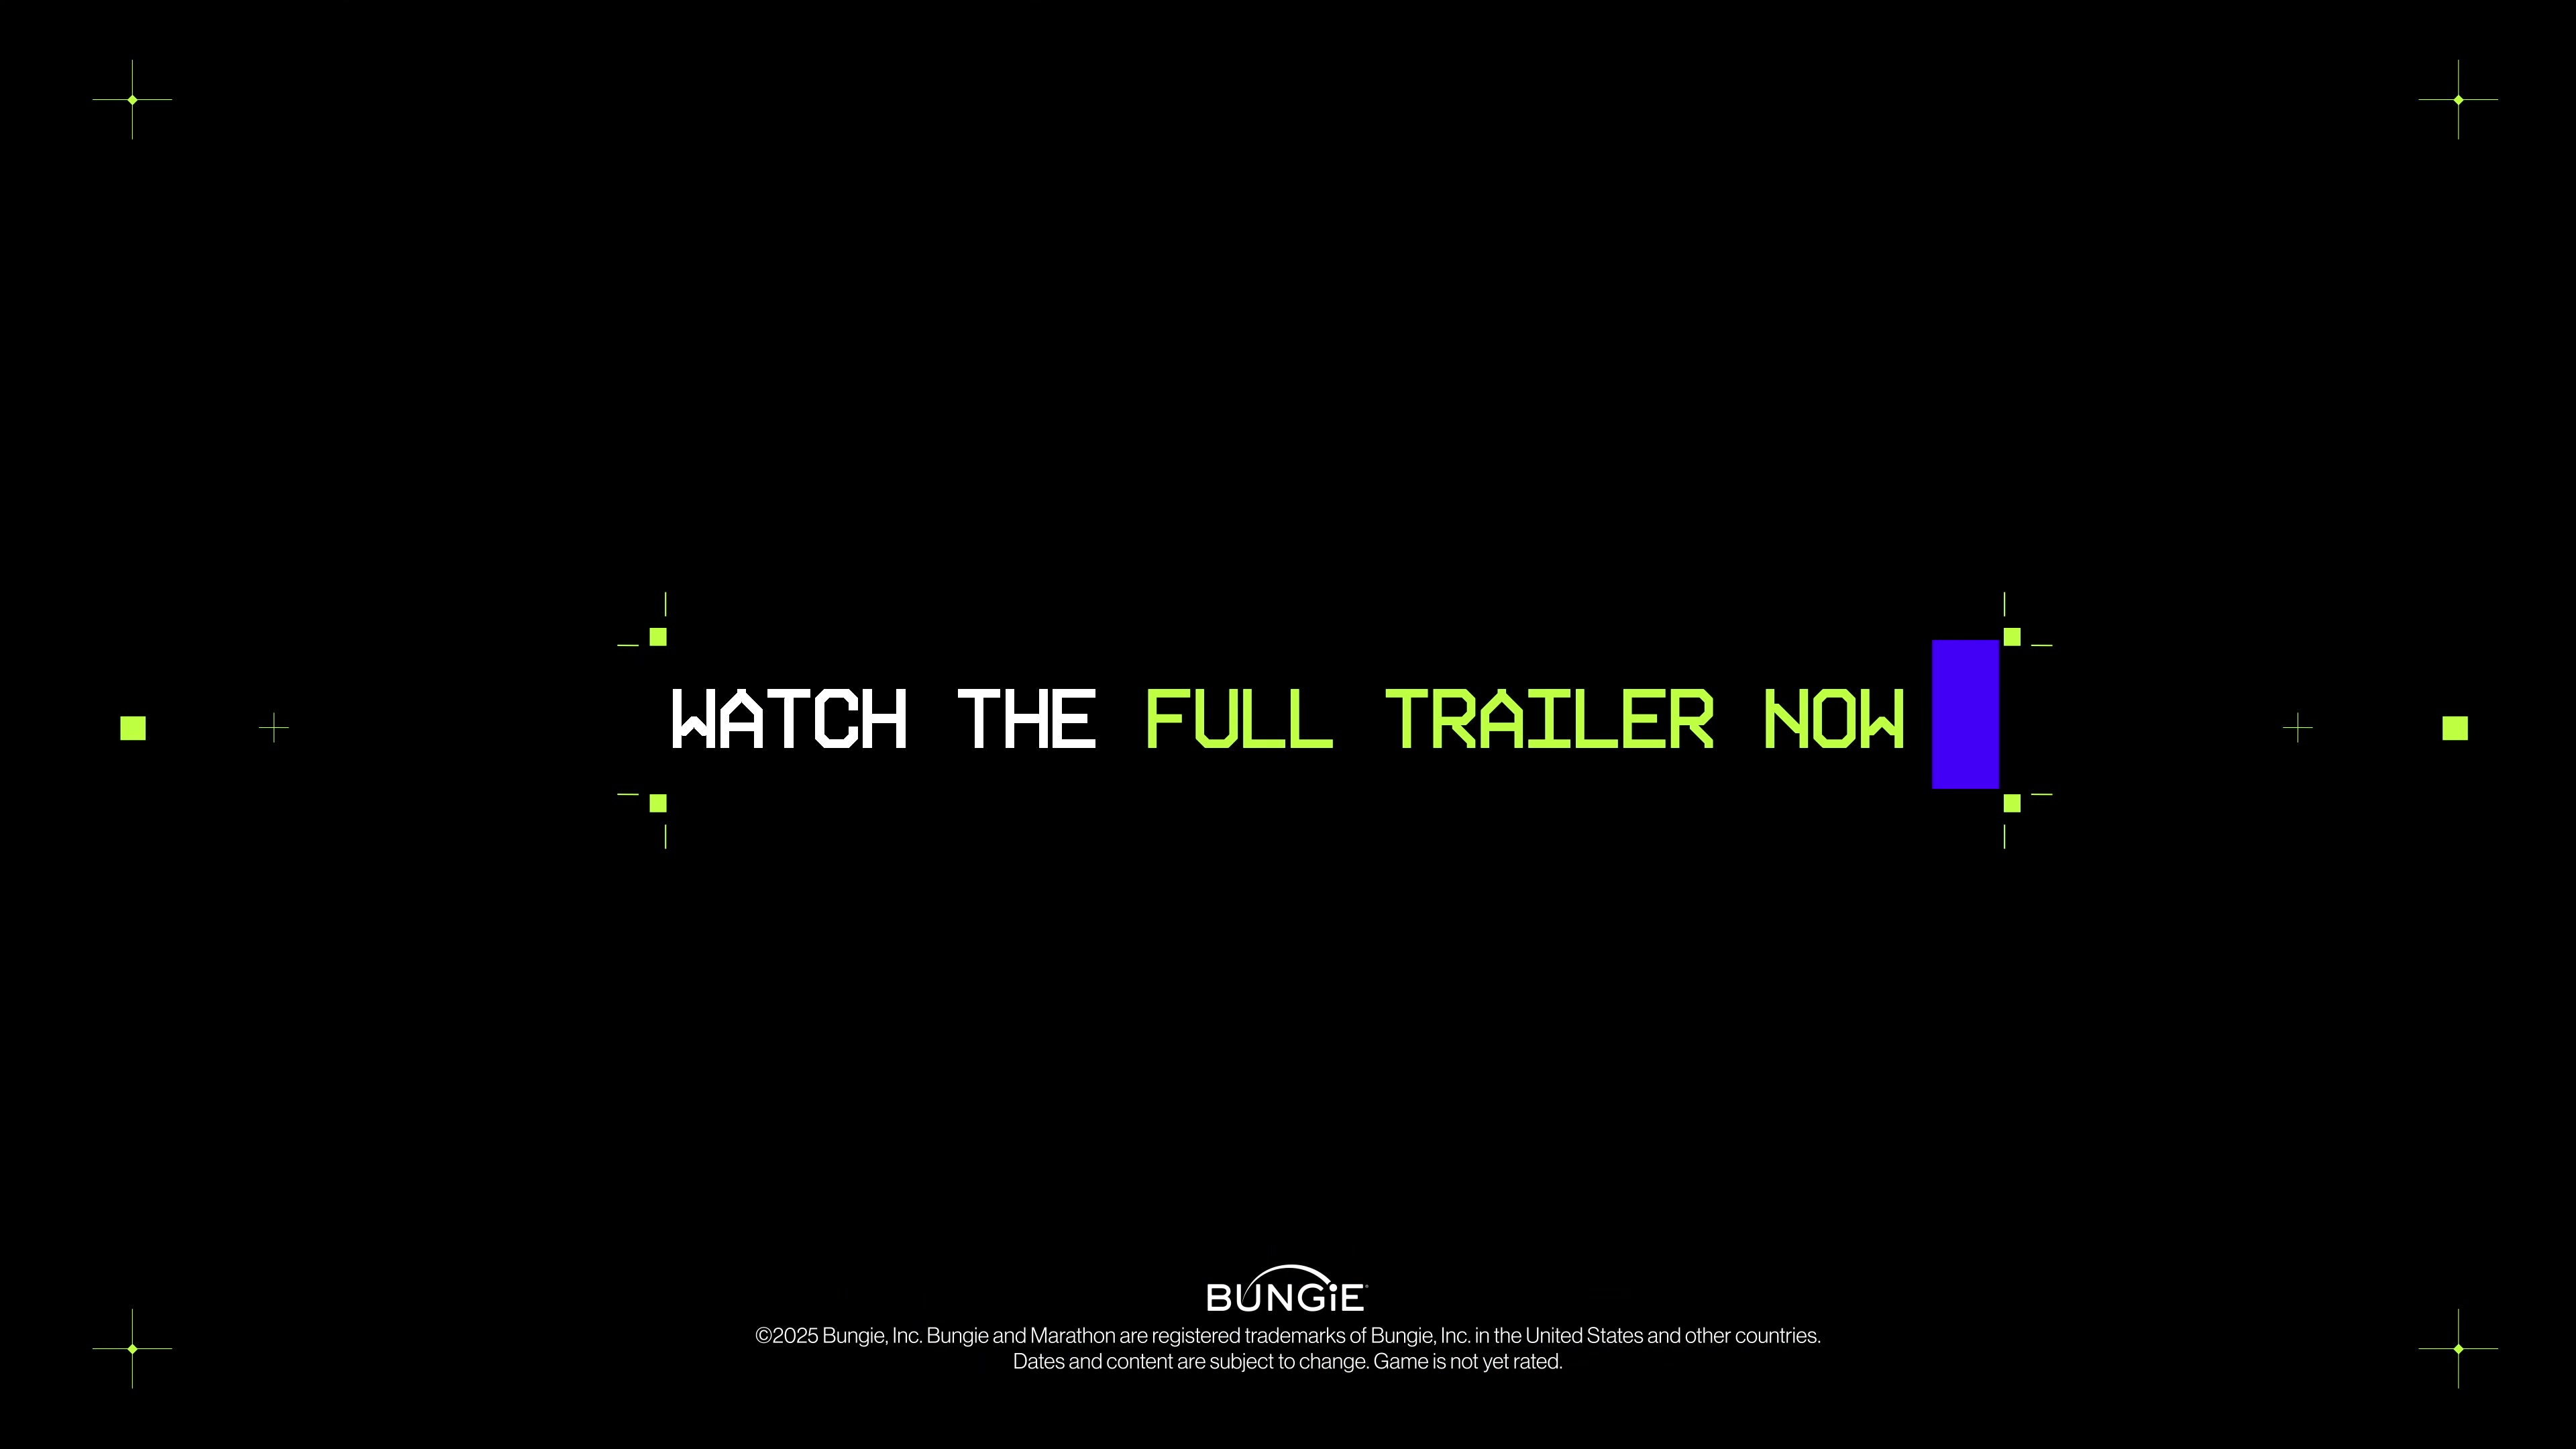 WATCH THE FULL TRAILER NOW
BUNGiE
©2025 Bungie, Inc. Bungie and Marathon are registered trademarks of Bungie, Inc. in the United States and other countries.
Dates and content are subject to change. Game is not yet rated.